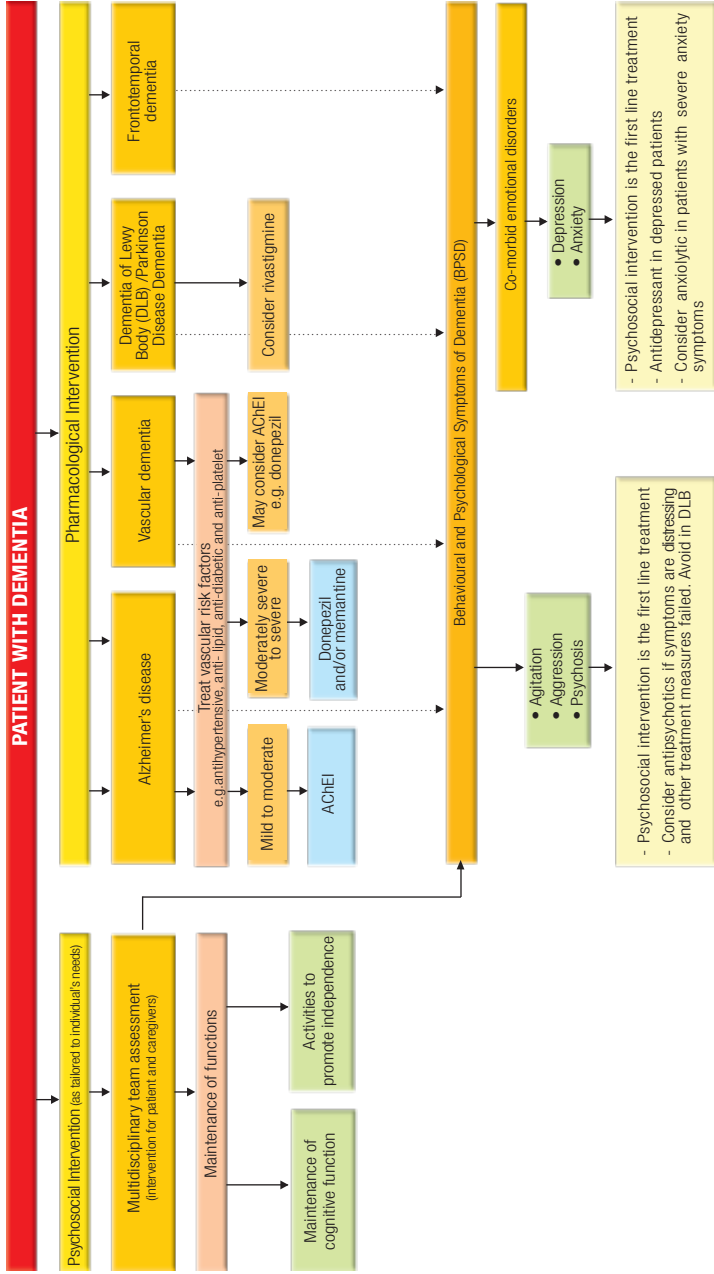 PATIENT WITH DEMENTIA
Psychosocial Intervention (as tailored to individual's needs)
Multidisciplinary team assessment
(intervention for patient and caregivers)
Maintenance of functions
Maintenance of
cognitive function
Activities to
promote independence
Pharmacological Intervention
Alzheimer's disease
Vascular dementia
Dementia of Lewy
Body (DLB) /Parkinson
Disease Dementia
Frontotemporal
dementia
Treat vascular risk factors
e.g.antihypertensive, anti- lipid, anti-diabetic and anti-platelet
Mild to moderate
Moderately severe
to severe
May consider AChEI
e.g. donepezil
Consider rivastigmine
AChEI
Donepezil
and/or memantine
Behavioural and Psychological Symptoms of Dementia (BPSD)
• Agitation
• Aggression
• Psychosis
- Psychosocial intervention is the first line treatment
- Consider antipsychotics if symptoms are distressing
and other treatment measures failed. Avoid in DLB
Co-morbid emotional disorders
• Depression
• Anxiety
- Psychosocial intervention is the first line treatment
- Antidepressant in depressed patients
- Consider anxiolytic in patients with severe anxiety
symptoms